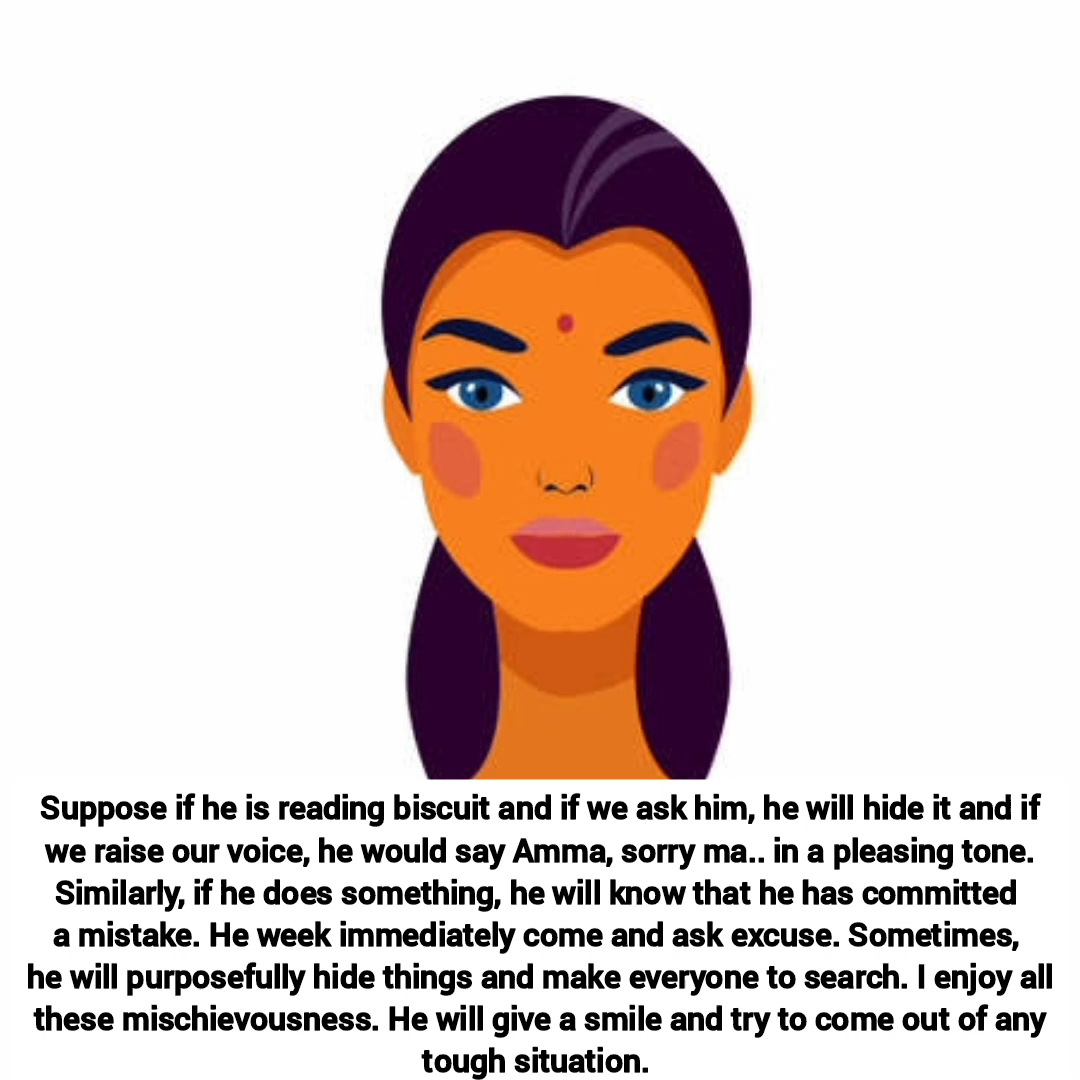 Suppose if he is reading biscuit and if we ask him, he will hide it and if
we raise our voice, he would say Amma, sorry ma.. in a pleasing tone.
Similarly, if he does something, he will know that he has committed
a mistake. He week immediately come and ask excuse. Sometimes,
he will purposefully hide things and make everyone to search. I enjoy all
these mischievousness. He will give a smile and try to come out of any
tough situation.